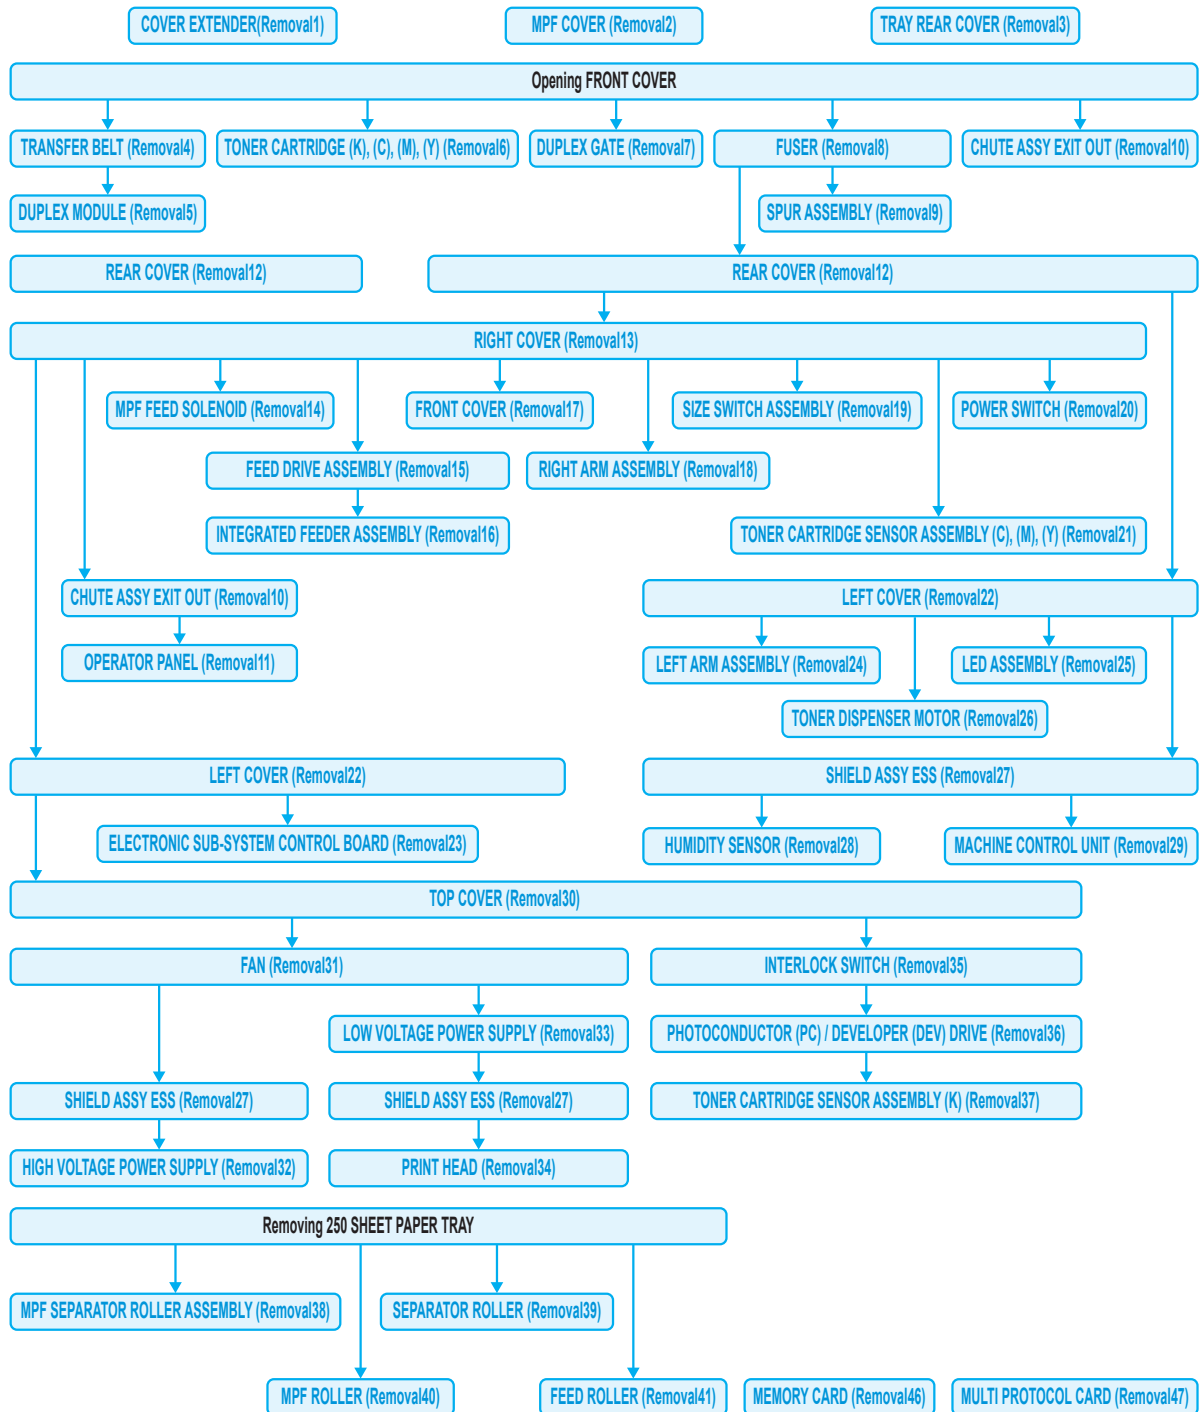 COVER EXTENDER(Removal1)
MPF COVER (Removal2)
TRAY REAR COVER (Removal3)
Opening FRONT COVER
TRANSFER BELT (Removal4)
TONER CARTRIDGE (K), (C), (M), (Y) (Removal6)
DUPLEX GATE (Removal7)
FUSER (Removal8)
CHUTE ASSY EXIT OUT (Removal10)
DUPLEX MODULE (Removal5)
SPUR ASSEMBLY (Removal9)
REAR COVER (Removal12)
REAR COVER (Removal12)
RIGHT COVER (Removal13)
MPF FEED SOLENOID (Removal14)
FRONT COVER (Removal17)
SIZE SWITCH ASSEMBLY (Removal19)
POWER SWITCH (Removal20)
FEED DRIVE ASSEMBLY (Removal15)
RIGHT ARM ASSEMBLY (Removal18)
INTEGRATED FEEDER ASSEMBLY (Removal16)
TONER CARTRIDGE SENSOR ASSEMBLY (C), (M), (Y) (Removal21)
CHUTE ASSY EXIT OUT (Removal10)
LEFT COVER (Removal22)
OPERATOR PANEL (Removal11)
LEFT ARM ASSEMBLY (Removal24)
LED ASSEMBLY (Removal25)
TONER DISPENSER MOTOR (Removal26)
LEFT COVER (Removal22)
SHIELD ASSY ESS (Removal27)
ELECTRONIC SUB-SYSTEM CONTROL BOARD (Removal23)
HUMIDITY SENSOR (Removal28)
MACHINE CONTROL UNIT (Removal29)
TOP COVER (Removal30)
FAN (Removal31)
INTERLOCK SWITCH (Removal35)
LOW VOLTAGE POWER SUPPLY (Removal33)
PHOTOCONDUCTOR (PC) / DEVELOPER (DEV) DRIVE (Removal36)
SHIELD ASSY ESS (Removal27)
SHIELD ASSY ESS (Removal27)
TONER CARTRIDGE SENSOR ASSEMBLY (K) (Removal37)
HIGH VOLTAGE POWER SUPPLY (Removal32)
PRINT HEAD (Removal34)
Removing 250 SHEET PAPER TRAY
MPF SEPARATOR ROLLER ASSEMBLY (Removal38)
SEPARATOR ROLLER (Removal39)
MPF ROLLER (Removal40)
FEED ROLLER (Removal41)
MEMORY CARD (Removal46)
MULTI PROTOCOL CARD (Removal47)